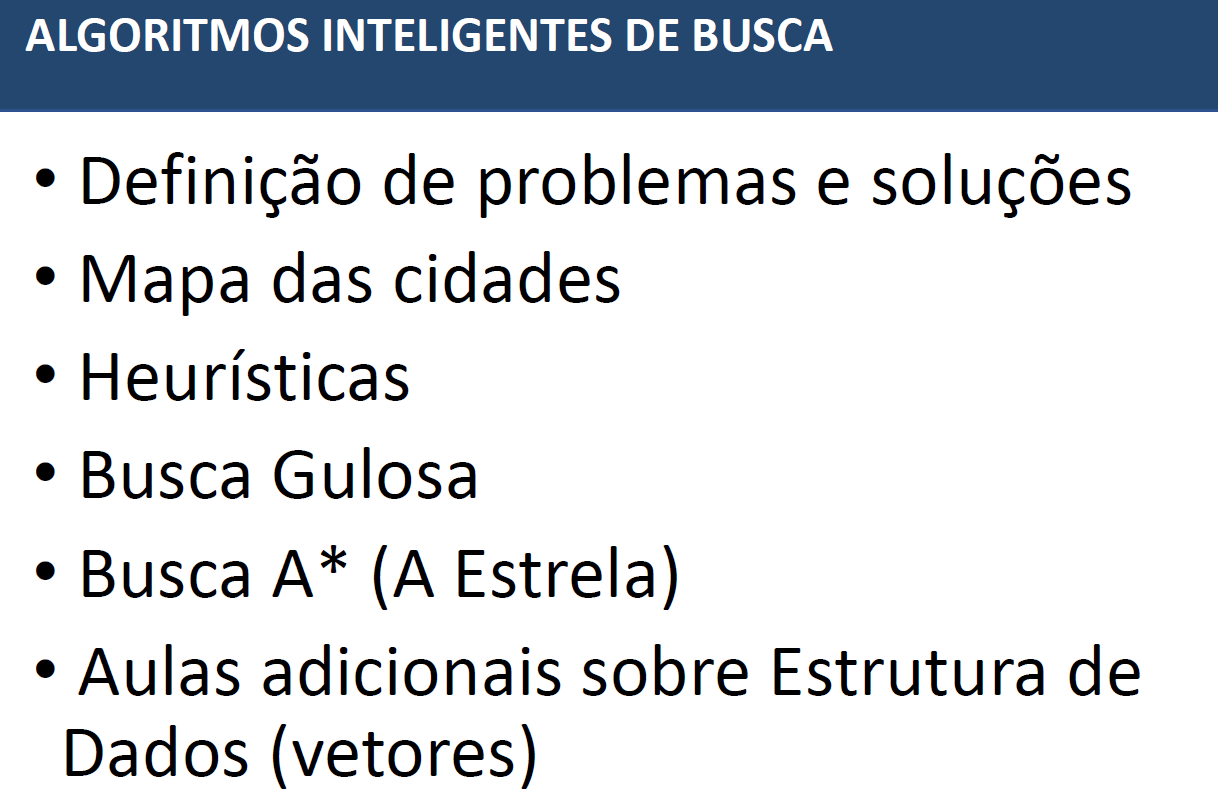 ALGORITMOS INTELIGENTES DE BUSCA
• Definição de problemas e soluções
• Mapa das cidades
• Heurísticas
• Busca Gulosa
• Busca A* (A Estrela)
• Aulas adicionais sobre Estrutura de
Dados (vetores)